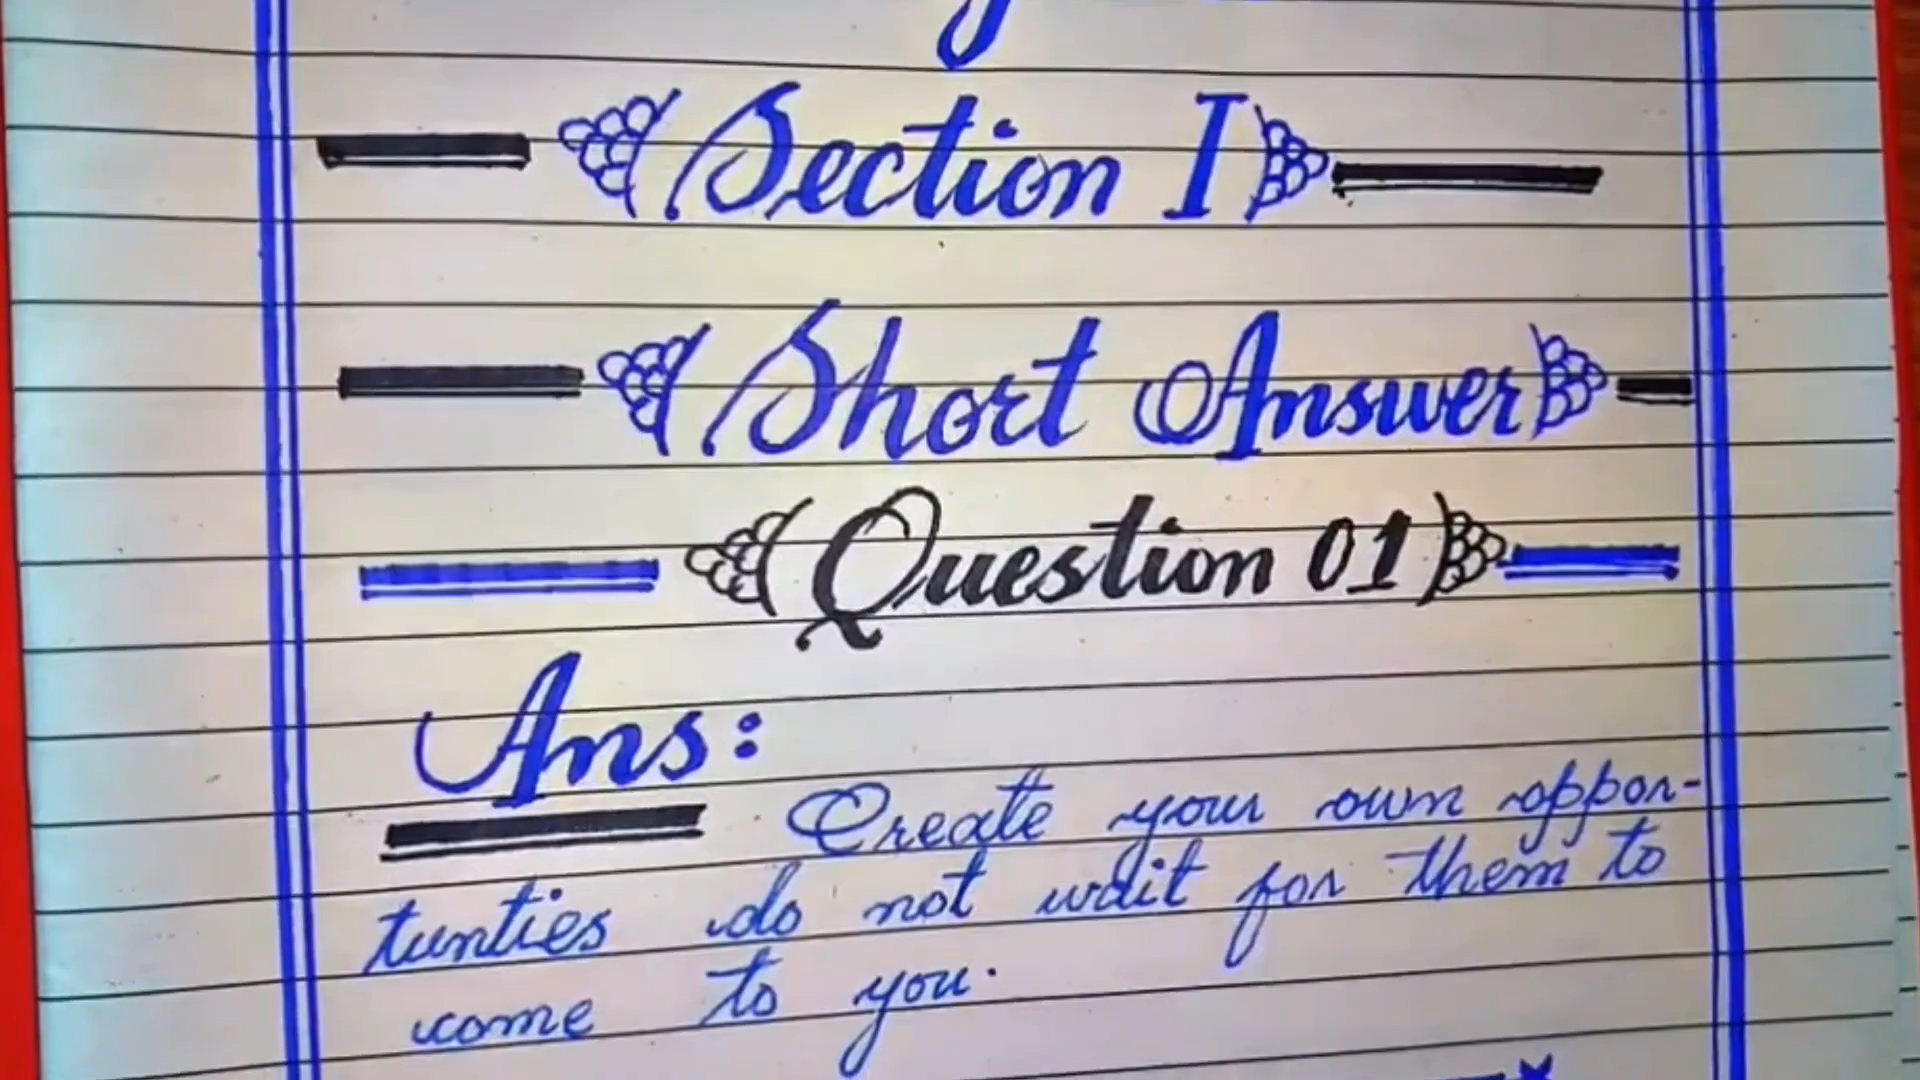 Section I
Short Answer
Question 01
Ans:
Create your own oppor-
tunties do not wait for them to
come to you.